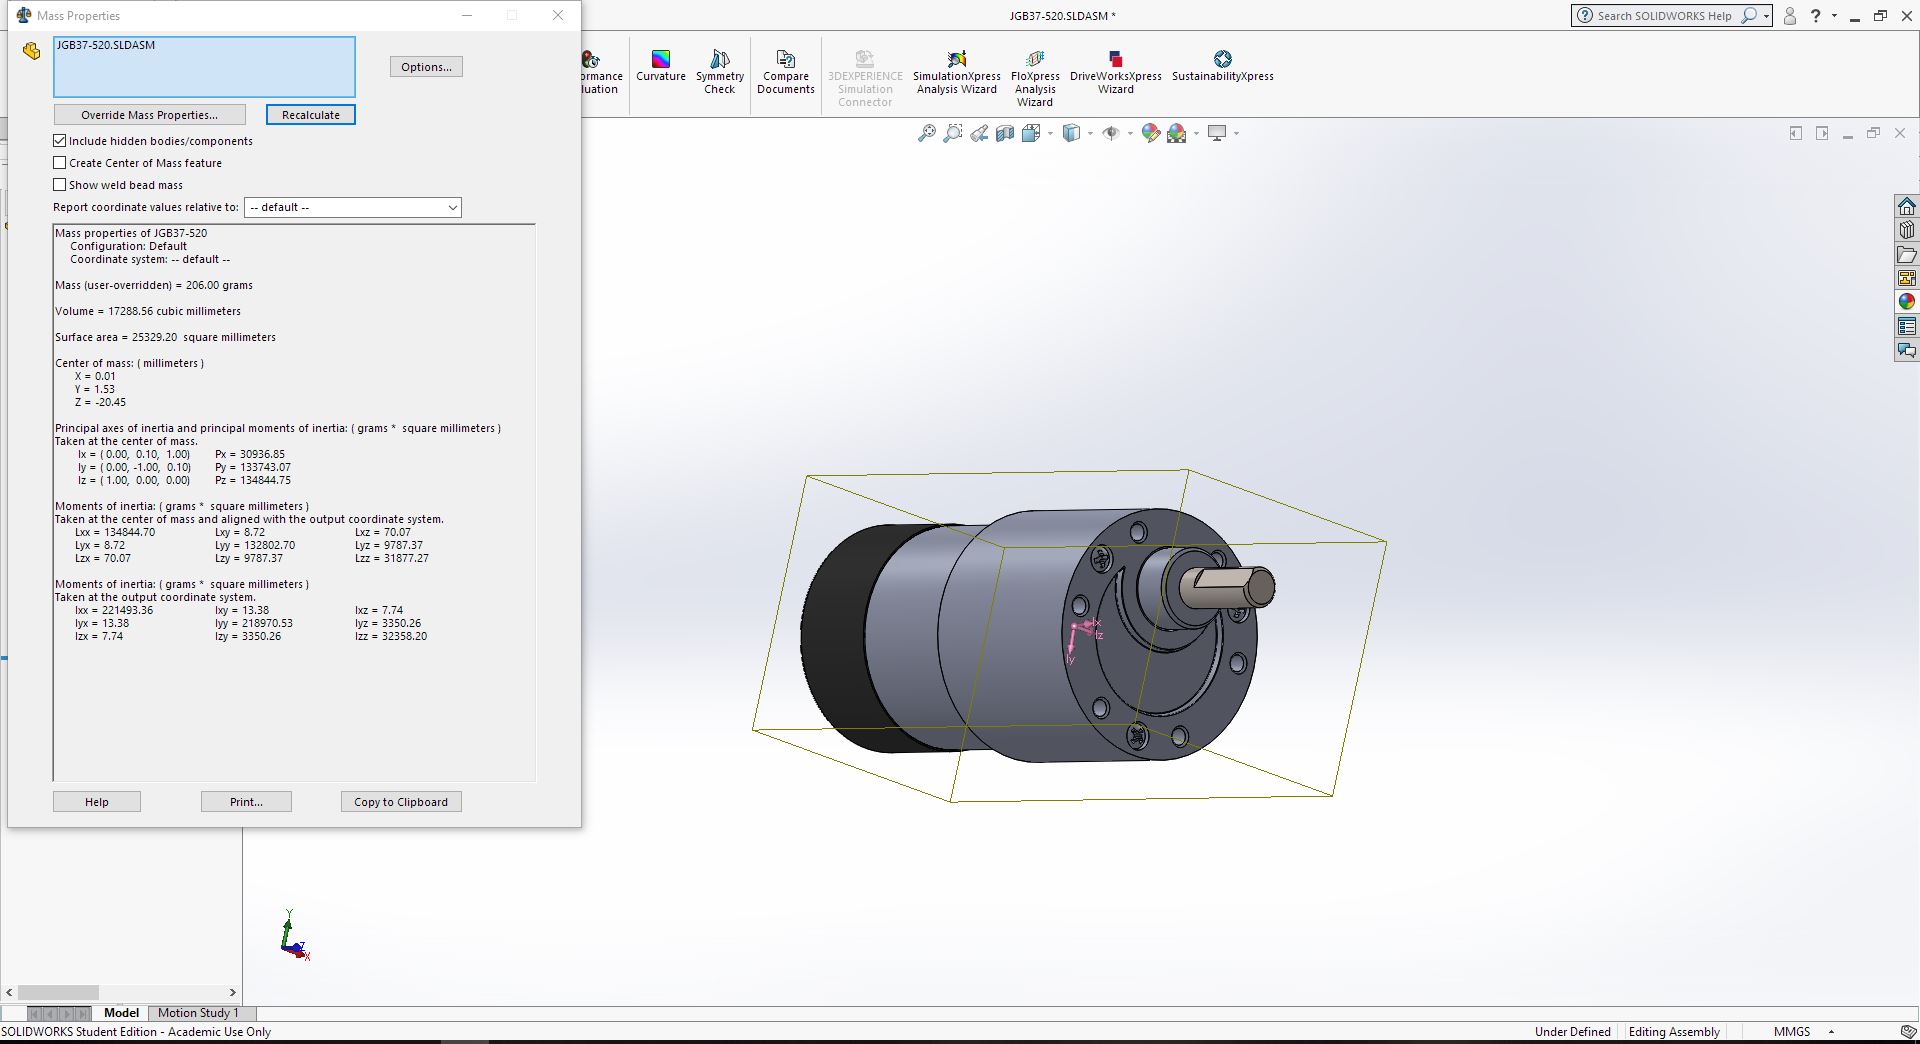 Mass Properties
JGB37-520.SLDASM *
Search SOLIDWORKS Help
JGB37-520.SLDASM
Options...
Override Mass Properties...
Recalculate
Include hidden bodies/components
Create Center of Mass feature
Show weld bead mass
Report coordinate values relative to: -- default --
Curvature
Symmetry Check
Compare Documents
3DEXPERIENCE Simulation Connector
SimulationXpress Analysis Wizard
FloXpress Analysis Wizard
DriveWorksXpress Wizard
SustainabilityXpress
Mass properties of JGB37-520
Configuration: Default
Coordinate system: -- default --
Mass (user-overridden) = 206.00 grams
Volume = 17288.56 cubic millimeters
Surface area = 25329.20 square millimeters
Center of mass: ( millimeters )
X = 0.01
Y = 1.53
Z = -20.45
Principal axes of inertia and principal moments of inertia: ( grams * square millimeters )
Taken at the center of mass.
Ix = ( 0.00, 0.10, 1.00) Px = 30936.85
Iy = ( 0.00, -1.00, 0.10) Py = 133743.07
Iz = ( 1.00, 0.00, 0.00) Pz = 134844.75
Moments of inertia: ( grams * square millimeters )
Taken at the center of mass and aligned with the output coordinate system.
Lxx = 134844.70 Lxy = 8.72 Lxz = 70.07
Lyx = 8.72 Lyy = 132802.70 Lyz = 9787.37
Lzx = 70.07 Lzy = 9787.37 Lzz = 31877.27
Moments of inertia: ( grams * square millimeters )
Taken at the output coordinate system.
Ixx = 221493.36 Ixy = 13.38 Ixz = 7.74
Iyx = 13.38 Iyy = 218970.53 Iyz = 3350.26
Izx = 7.74 Izy = 3350.26 Izz = 32358.20
Help
Print...
Copy to Clipboard
Ix
Iz
Iy
Y
Z
X
Model
Motion Study 1
SOLIDWORKS Student Edition - Academic Use Only
Under Defined
Editing Assembly
MMGS